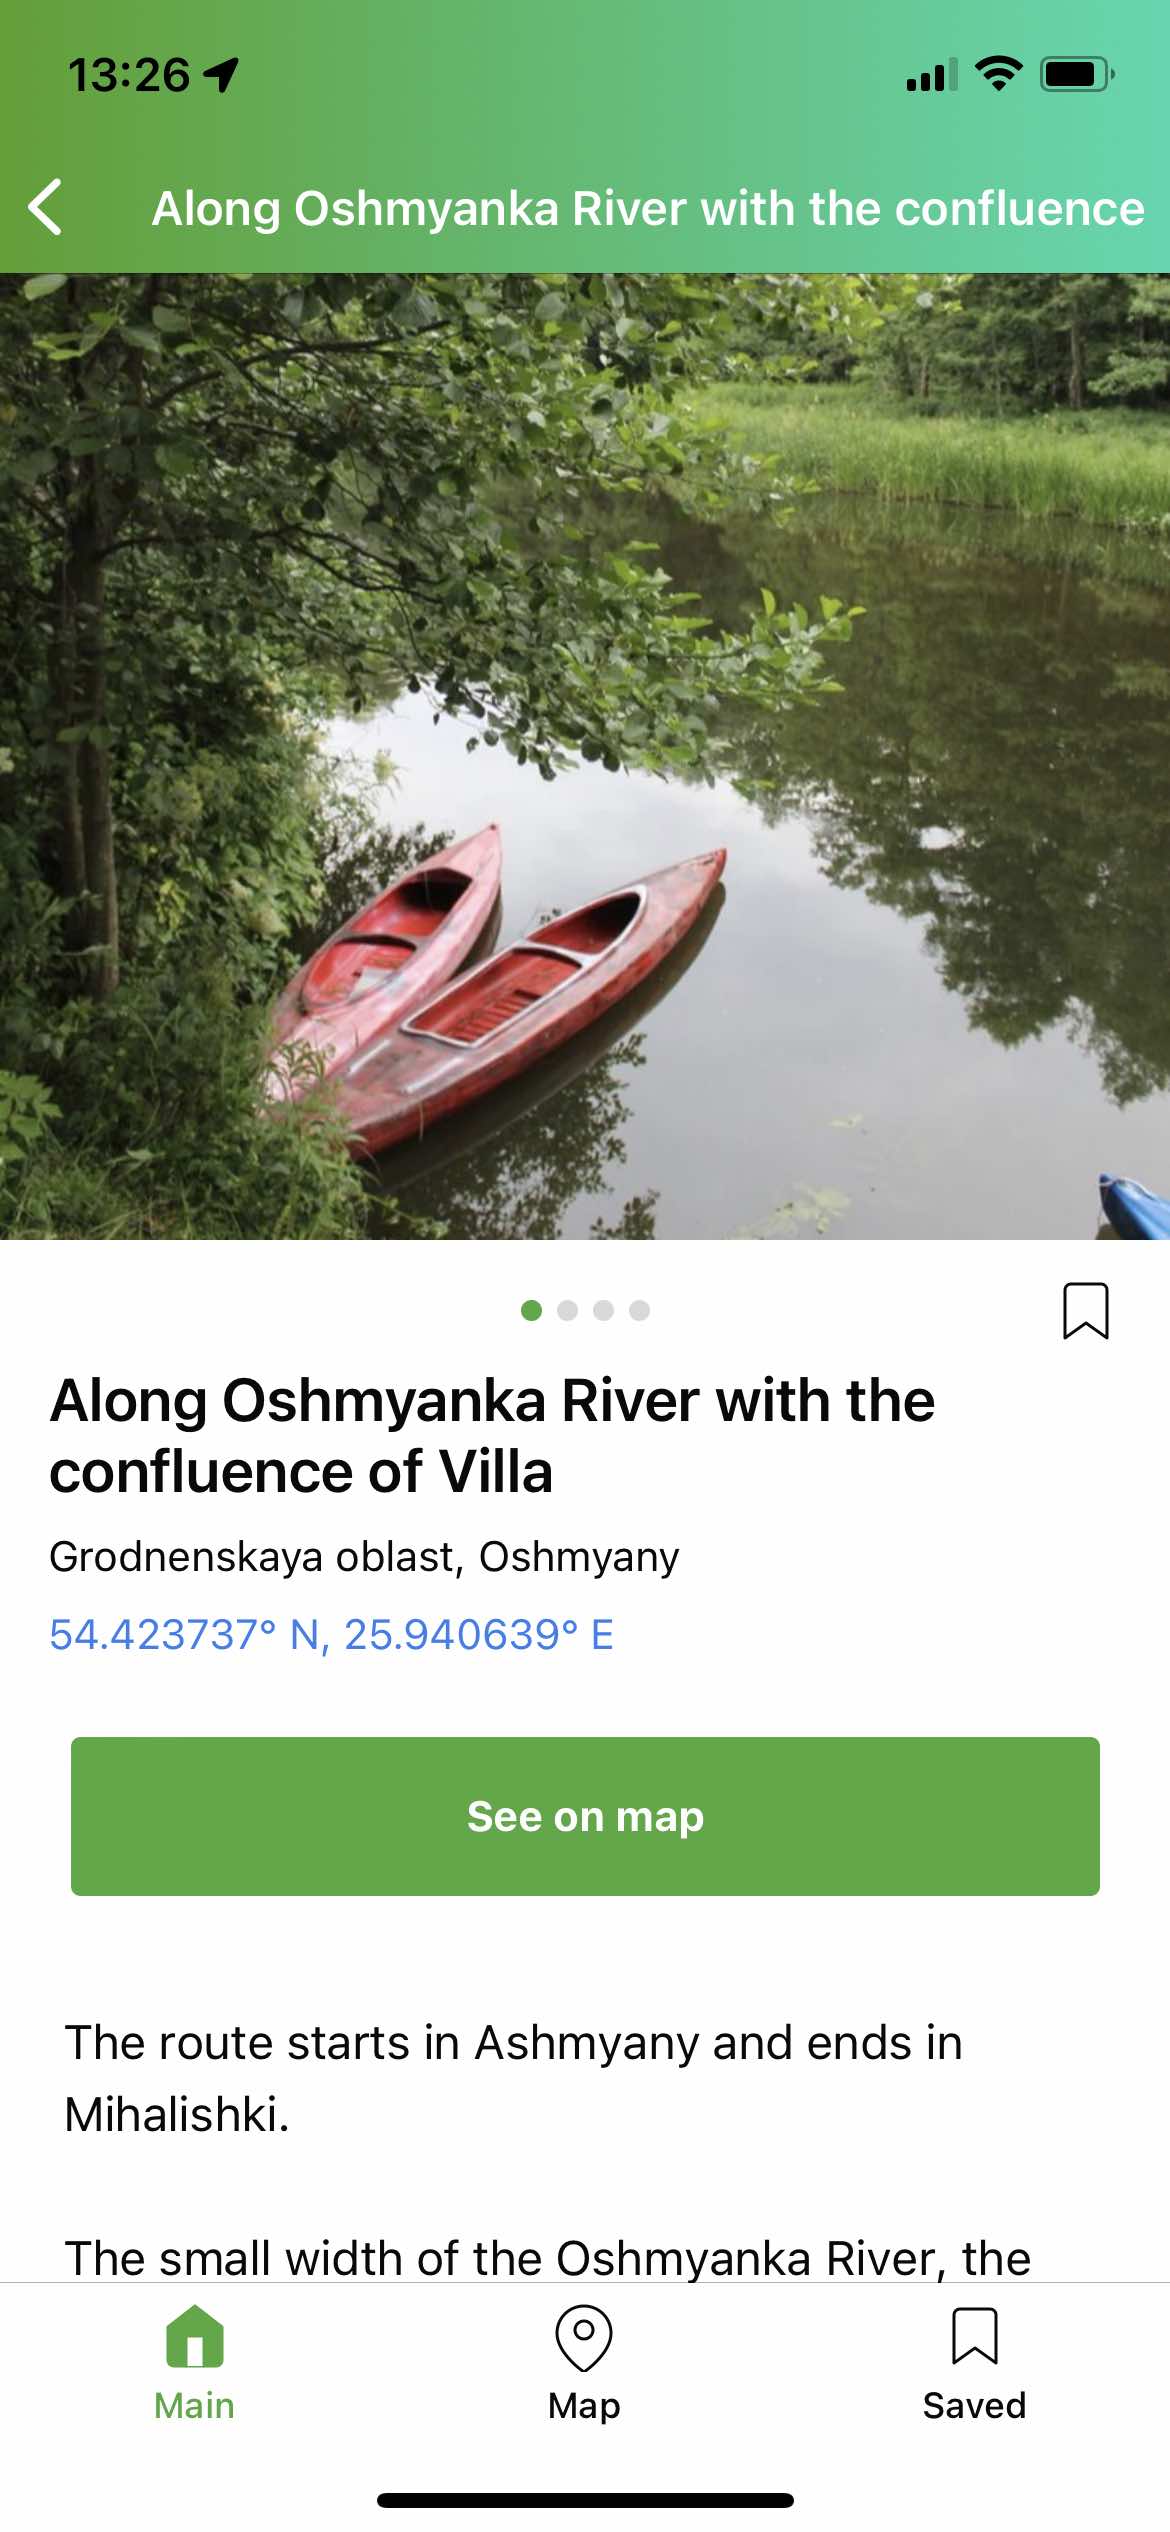 13:26
Along Oshmyanka River with the confluence
Along Oshmyanka River with the
confluence of Villa
Grodnenskaya oblast, Oshmyany
54.423737° N, 25.940639° E
See on map
The route starts in Ashmyany and ends in
Mihalishki.
The small width of the Oshmyanka River, the
Main
Map
Saved